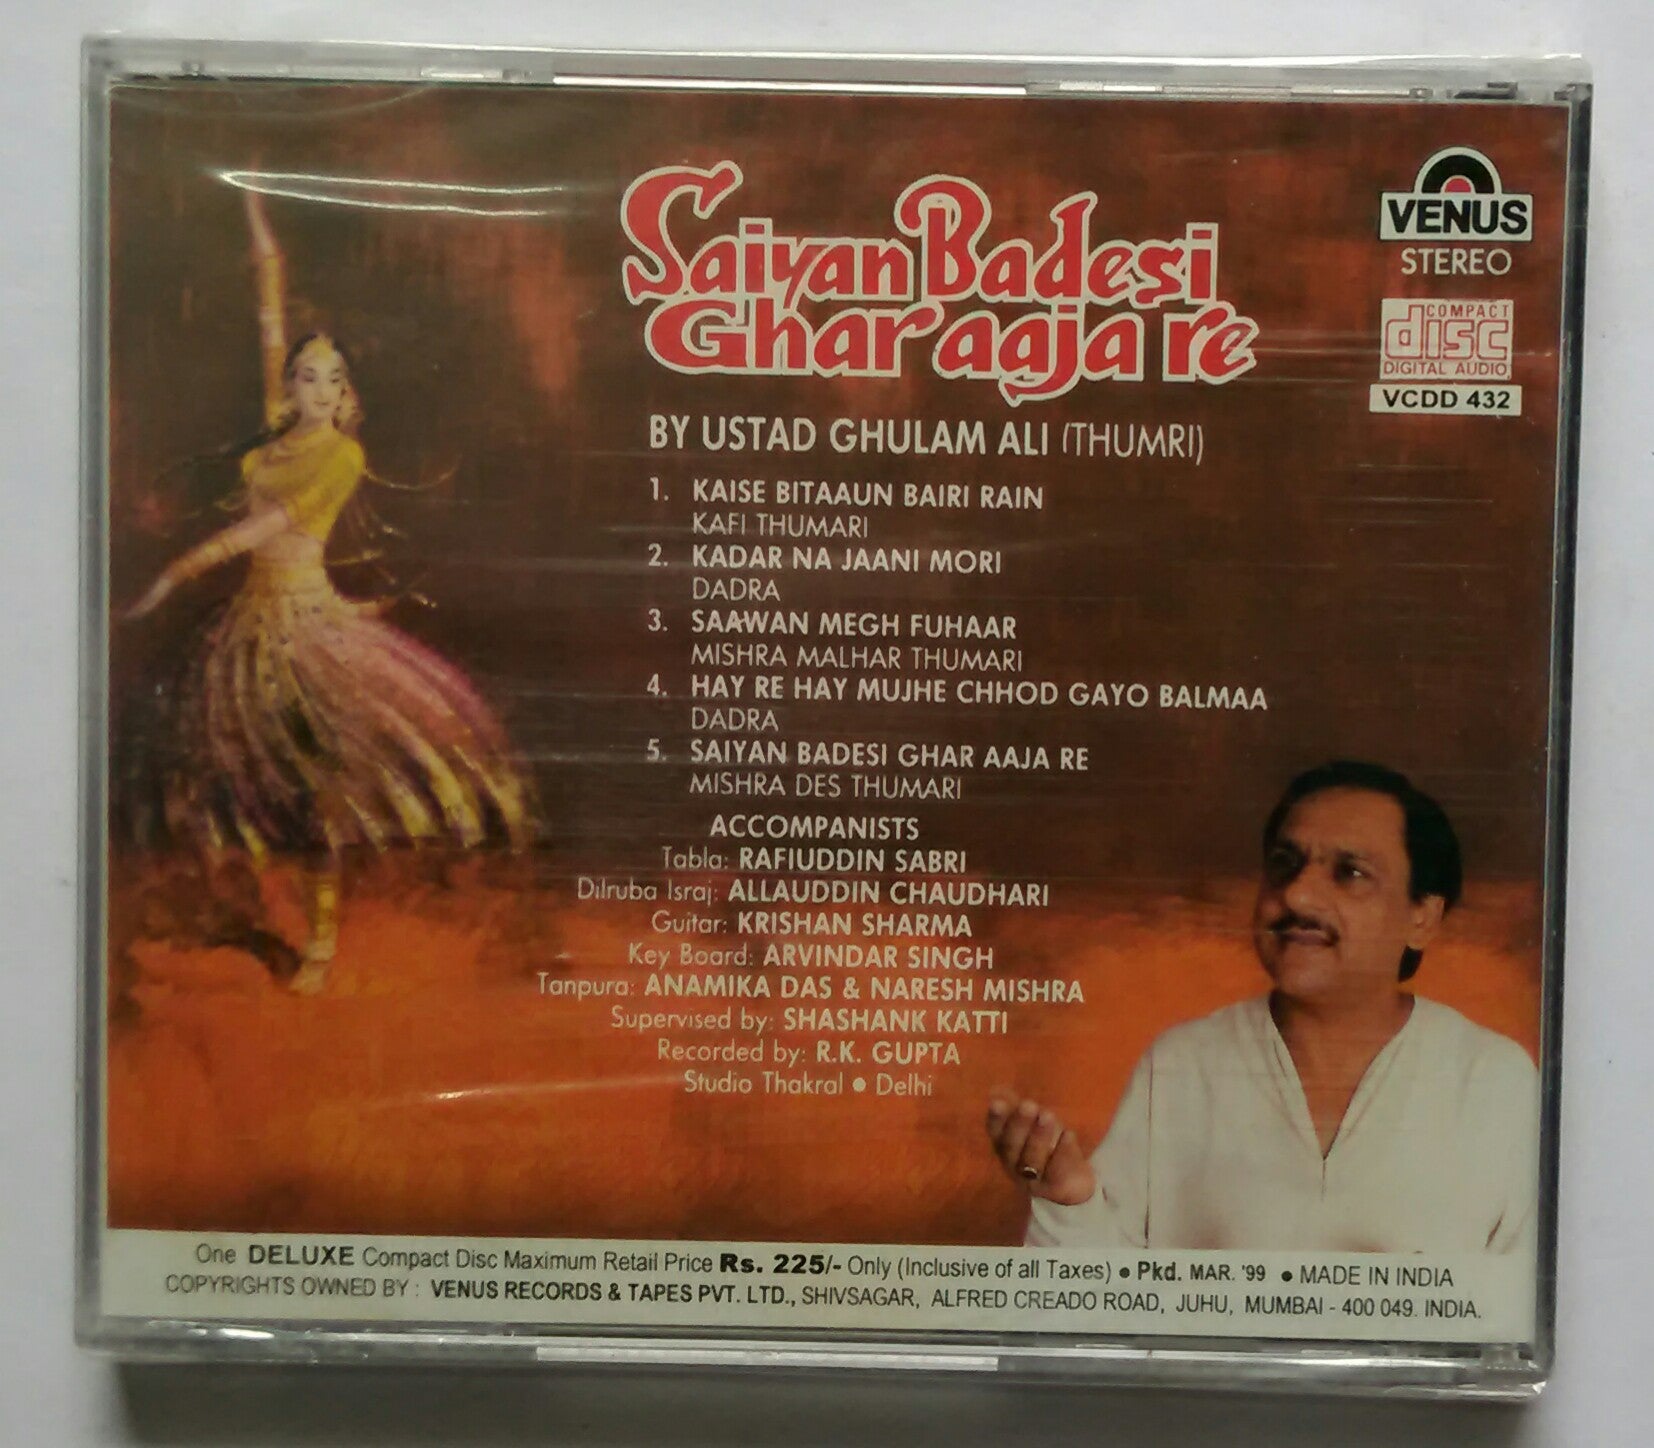 Saiyan Badesi
Ghar aaja re
VENUS
STEREO
COMPACT
disc
DIGITAL AUDIO
VCDD 432
BY USTAD GHULAM ALI (THUMRI)
1. KAISE BITAAUN BAIRI RAIN
KAFI THUMARI
2. KADAR NA JAANI MORI
DADRA
3. SAAWAN MEGH FUHAAR
MISHRA MALHAR THUMARI
4. HAY RE HAY MUJHE CHHOD GAYO BALMAA
DADRA
5. SAIYAN BADESI GHAR AAJA RE
MISHRA DES THUMARI
ACCOMPANISTS
Tabla: RAFIUDDIN SABRI
Dilruba Israj: ALLAUDDIN CHAUDHARI
Guitar: KRISHAN SHARMA
Key Board: ARVINDAR SINGH
Tanpura: ANAMIKA DAS & NARESH MISHRA
Supervised by: SHASHANK KATTI
Recorded by: R.K. GUPTA
Studio Thakral • Delhi
One DELUXE Compact Disc Maximum Retail Price Rs. 225/- Only (Inclusive of all Taxes) • Pkd. MAR. '99 • MADE IN INDIA
COPYRIGHTS OWNED BY : VENUS RECORDS & TAPES PVT. LTD., SHIVSAGAR, ALFRED CREADO ROAD, JUHU, MUMBAI - 400 049. INDIA.